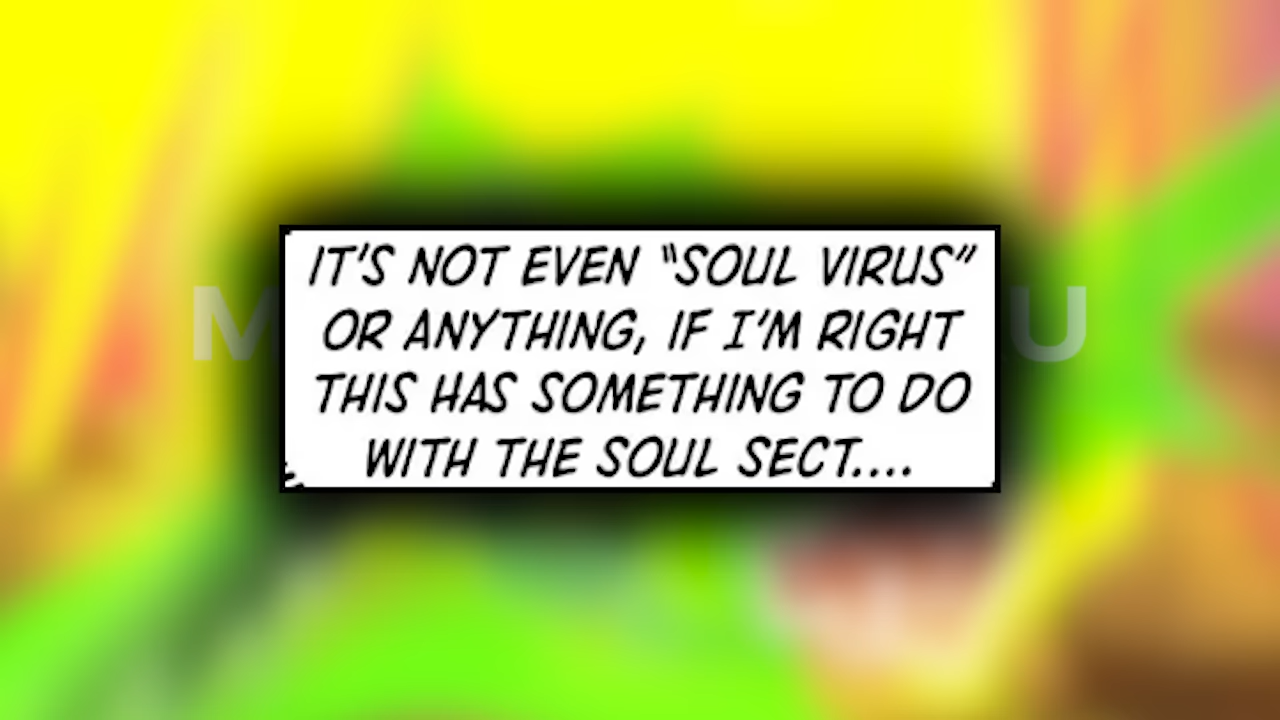 IT'S NOT EVEN "SOUL VIRUS"
OR ANYTHING, IF I'M RIGHT
THIS HAS SOMETHING TO DO
WITH THE SOUL SECT....